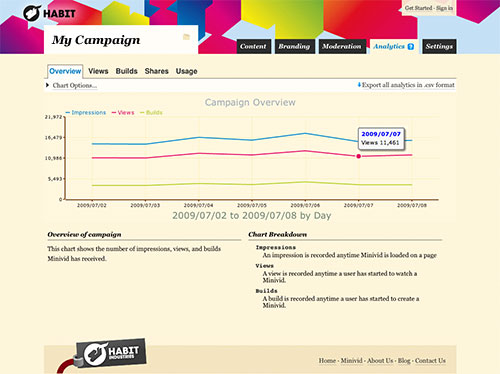 HABIT
INDUSTRIES
Get Started · Sign in
My Campaign
Content
Branding
Moderation
Analytics ?
Settings
Overview Views Builds Shares Usage
Chart Options...
Export all analytics in .csv format
Campaign Overview
Impressions Views Builds
21,972
16,479
10,986
5,493
0
2009/07/07
Views 11,461
2009/07/02 2009/07/03 2009/07/04 2009/07/05 2009/07/06 2009/07/07 2009/07/08
2009/07/02 to 2009/07/08 by Day
Overview of campaign
This chart shows the number of impressions, views, and builds
Minivid has received.
Chart Breakdown
Impressions
An impression is recorded anytime Minivid is loaded on a page
Views
A view is recorded anytime a user has started to watch a
Minivid.
Builds
A build is recorded anytime a user has started to create a
Minivid.
HABIT
INDUSTRIES
Home · Minivid · About Us · Blog · Contact Us